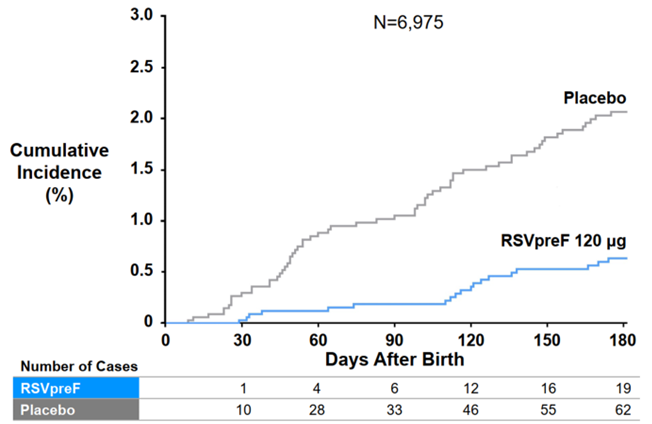 N=6,975
3.0
2.5
2.0
1.5
1.0
0.5
0
Cumulative
Incidence
(%)
Placebo
RSVpreF 120 µg
0 30 60 90 120 150 180
Days After Birth
Number of Cases
RSVpreF 1 4 6 12 16 19
Placebo 10 28 33 46 55 62